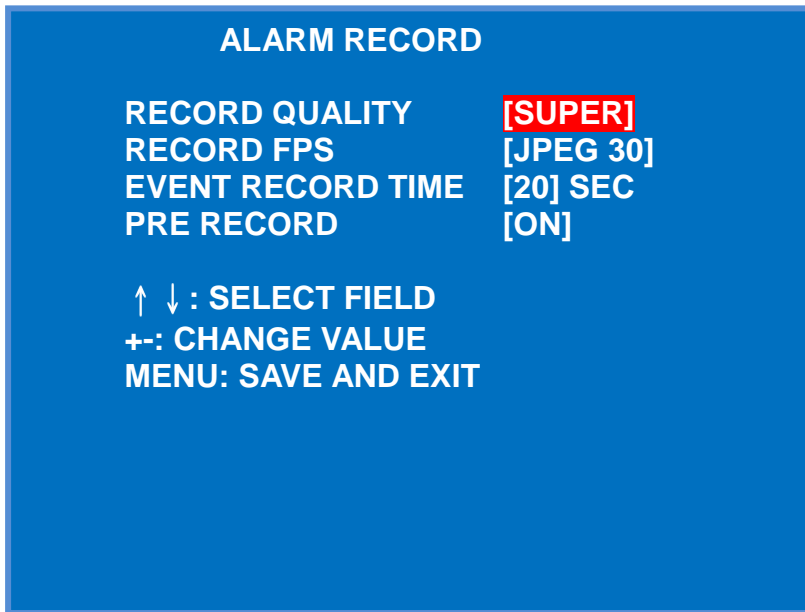 ALARM RECORD
RECORD QUALITY [SUPER]
RECORD FPS [JPEG 30]
EVENT RECORD TIME [20] SEC
PRE RECORD [ON]
↑ ↓ : SELECT FIELD
+-: CHANGE VALUE
MENU: SAVE AND EXIT